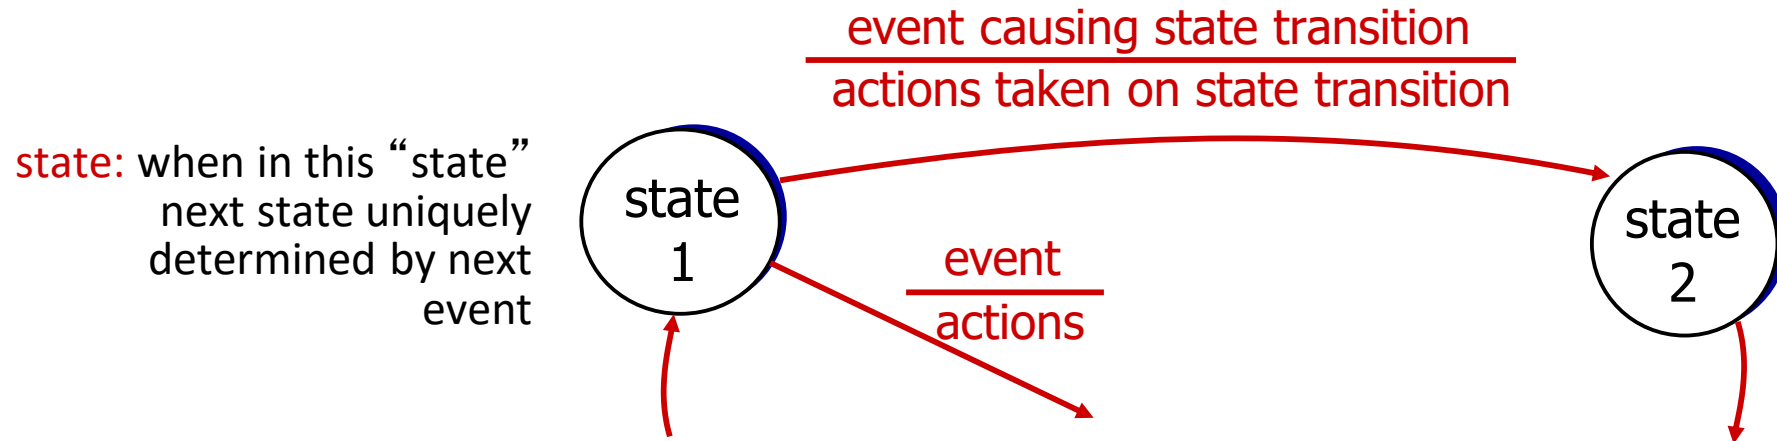 event causing state transition
actions taken on state transition
state: when in this “state”
next state uniquely
determined by next
event
state
1
event
actions
state
2